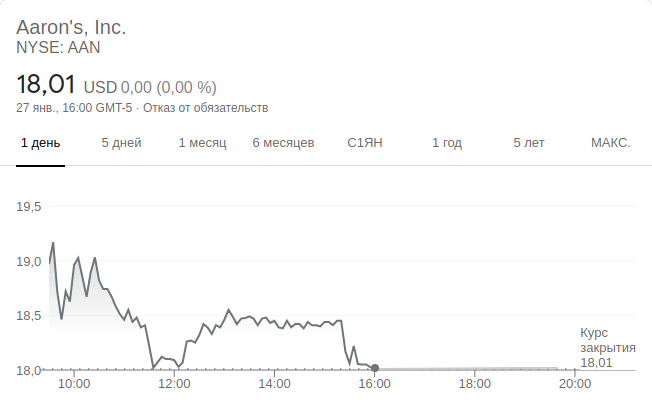 Aaron's, Inc.
NYSE: AAN
18,01 USD 0,00 (0,00 %)
27 янв., 16:00 GMT-5 · Отказ от обязательств
1 день 5 дней 1 месяц 6 месяцев С1ЯН 1 год 5 лет МАКС.
19,5
19,0
18,5
18,0
Курс
закрытия
18,01
10:00 12:00 14:00 16:00 18:00 20:00